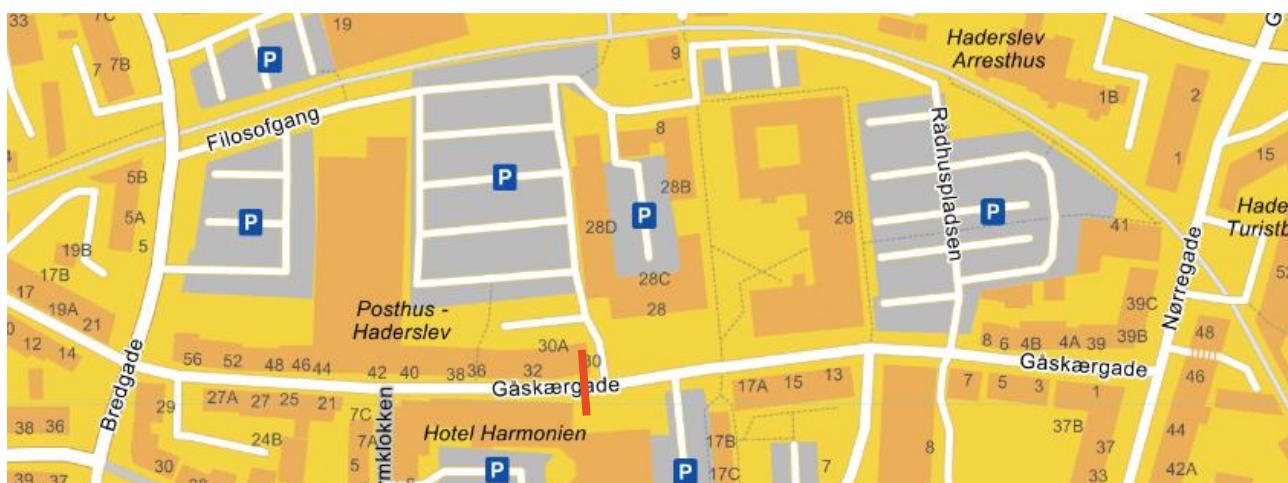 33
7C
7
7B
19
P
9
Haderslev
Arresthus
1B
2
1
15
Filosofgang
8
28B
28D
28C
28
26
Rådhuspladsen
P
P
P
P
5B
5A
5
19B
17B
17
19A
21
12
14
Posthus -
Haderslev
41
39C
39B
Hade
Turistb
Nørregade
48
46
56
52
48
46
44
42
40
38
36
32
30A
30
Gåskærgade
8
6
4B
4A
39
Gåskærgade
Bredgade
29
27A
27
25
21
24B
7C
7A
5
mklokken
Hotel Harmonien
P
P
17A
15
13
17B
17C
7
8
7
5
3
1
37B
37
33
44
42A
38
36
39
37
30